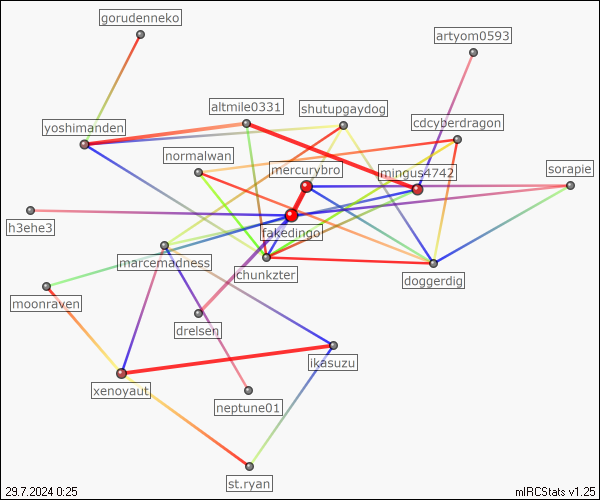 gorudenneko
artyom0593
altmile0331
shutupgaydog
cdcyberdragon
yoshimanden
normalwan
mercurybro
mingus4742
sorapie
h3ehe3
fakedingo
marcemadness
chunkzter
doggerdig
moonraven
drelsen
ikasuzu
xenoyaut
neptune01
st.ryan
29.7.2024 0:25
mIRCStats v1.25